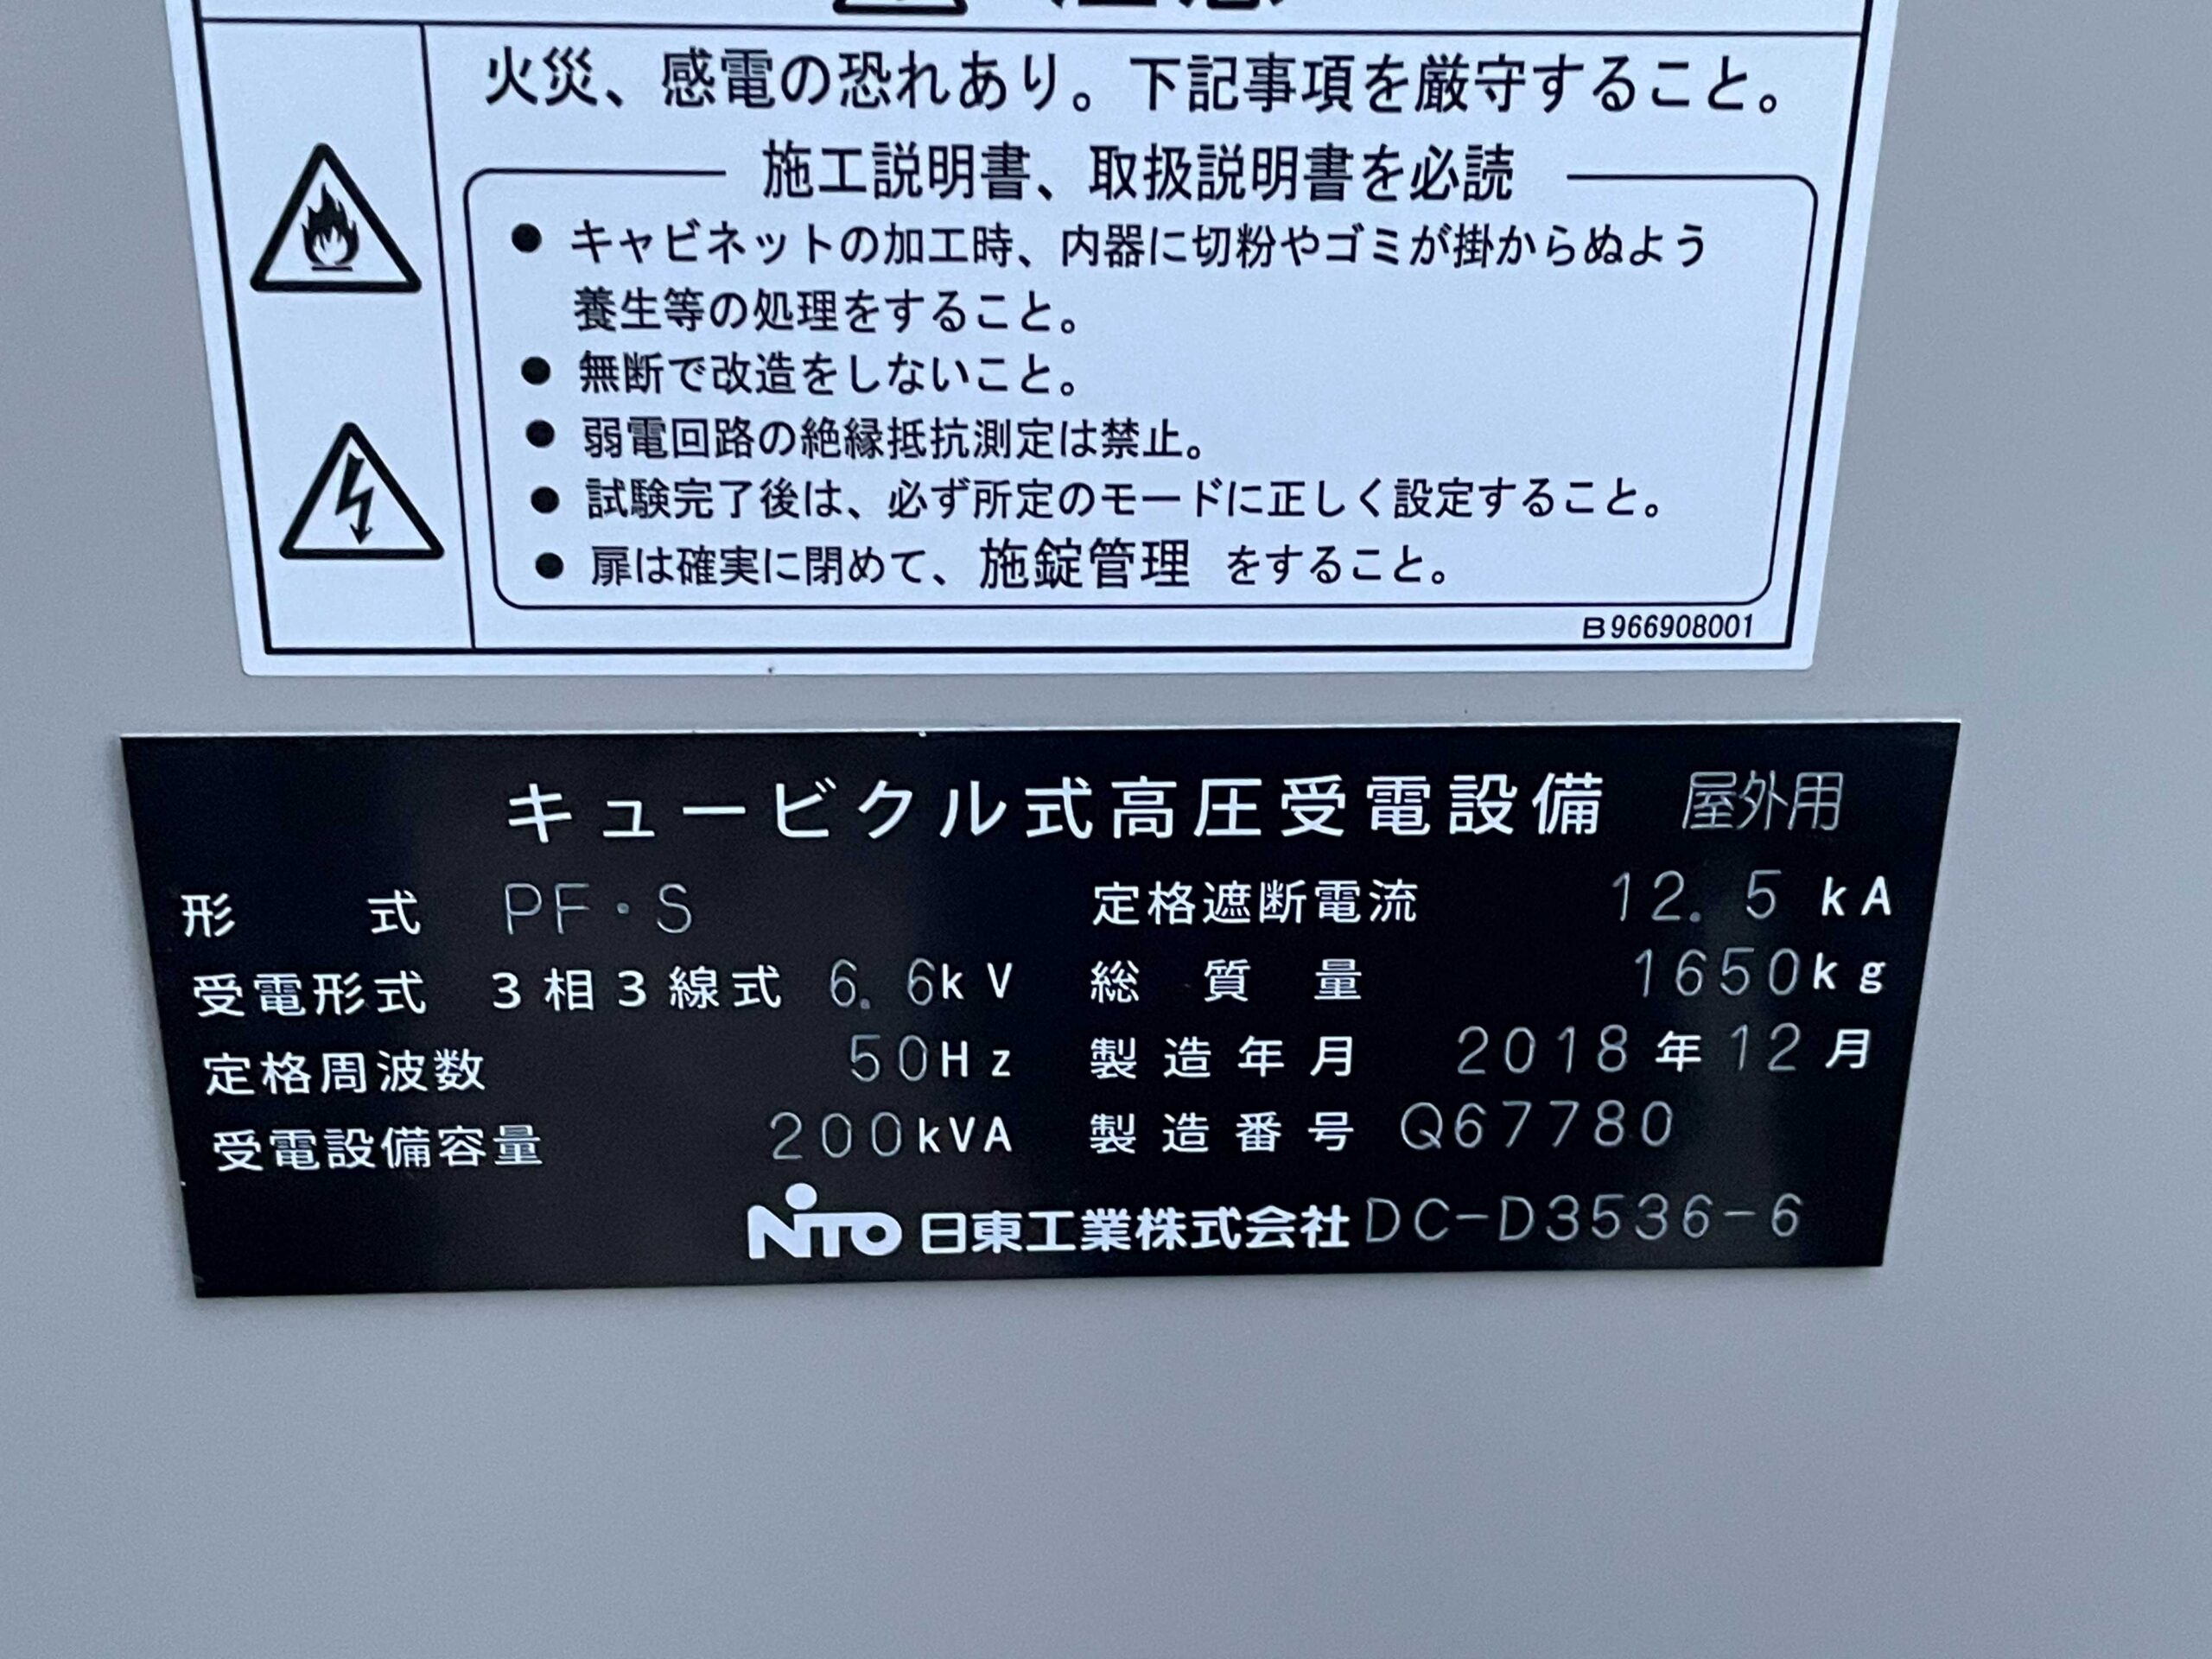 注意
火災、感電の恐れあり。下記事項を厳守すること。
施工説明書、取扱説明書を必読
● キャビネットの加工時、内器に切粉やゴミが掛からぬよう
養生等の処理をすること。
● 無断で改造をしないこと。
● 弱電回路の絶縁抵抗測定は禁止。
● 試験完了後は、必ず所定のモードに正しく設定すること。
● 扉は確実に閉めて、施錠管理 をすること。
B966908001
キュービクル式高圧受電設備 屋外用
形 式 PF・S 定格遮断電流 12.5 kA
受電形式 3相3線式 6.6kV 総質量 1650kg
定格周波数 50Hz 製造年月 2018年12月
受電設備容量 200kVA 製造番号 Q67780
NITO 日東工業株式会社 DC-D3536-6